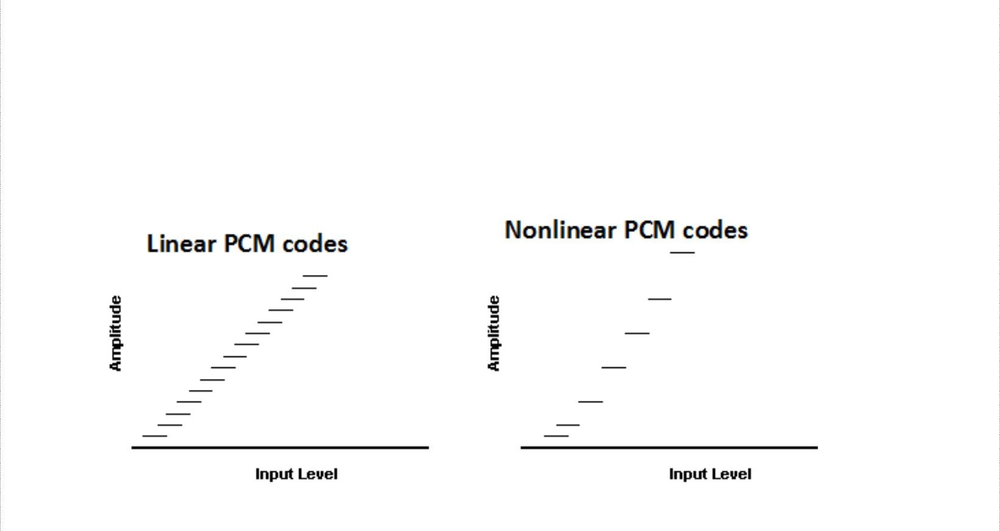 Linear PCM codes
Amplitude
Input Level
Nonlinear PCM codes
Amplitude
Input Level